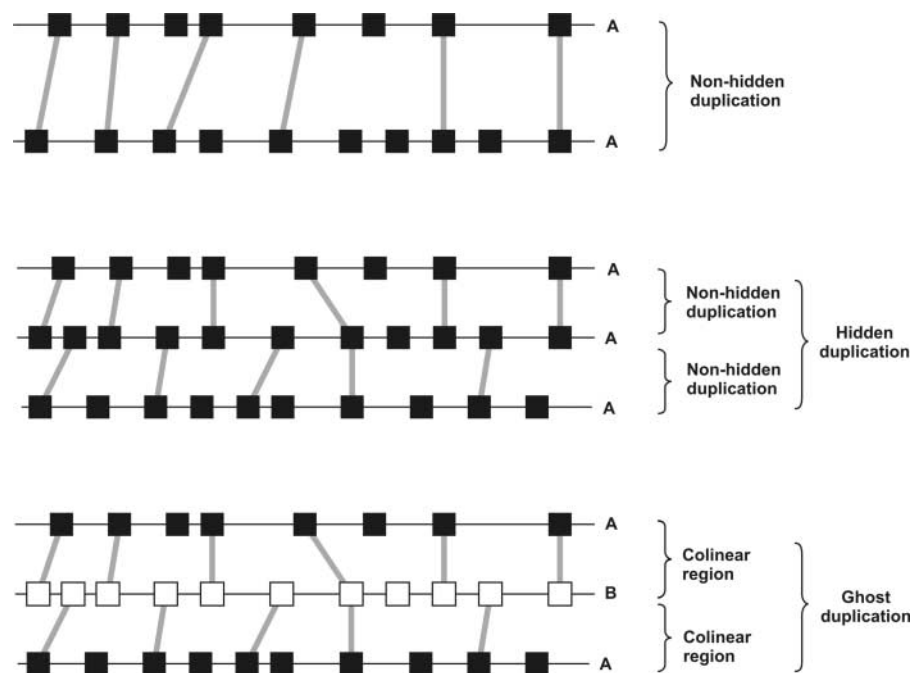 A
Non-hidden
duplication
A
A
Non-hidden
duplication
A
Hidden
duplication
Non-hidden
duplication
A
A
Colinear
region
B
Ghost
duplication
Colinear
region
A